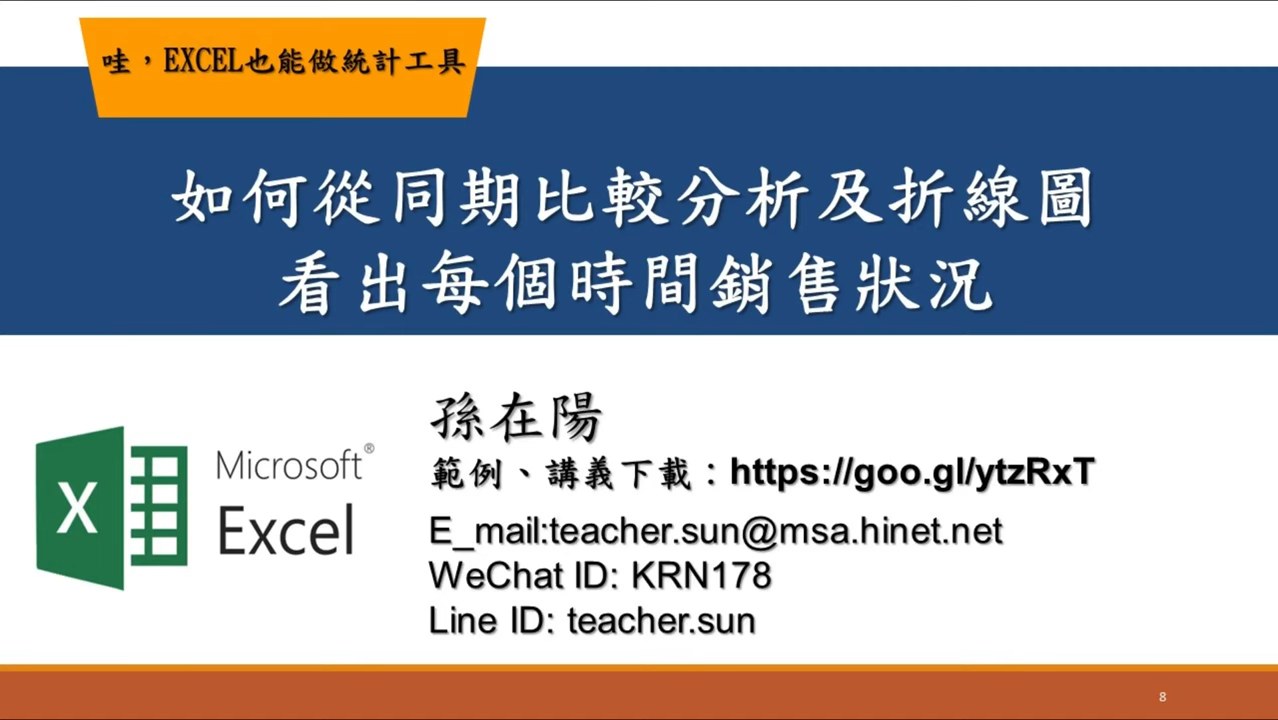 哇，EXCEL也能做統計工具
如何從同期比較分析及折線圖
看出每個時間銷售狀況
孫在陽
範例、講義下載：https://goo.gl/ytzRxT
E_mail:teacher.sun@msa.hinet.net
WeChat ID: KRN178
Line ID: teacher.sun
X
Microsoft®
Excel
8